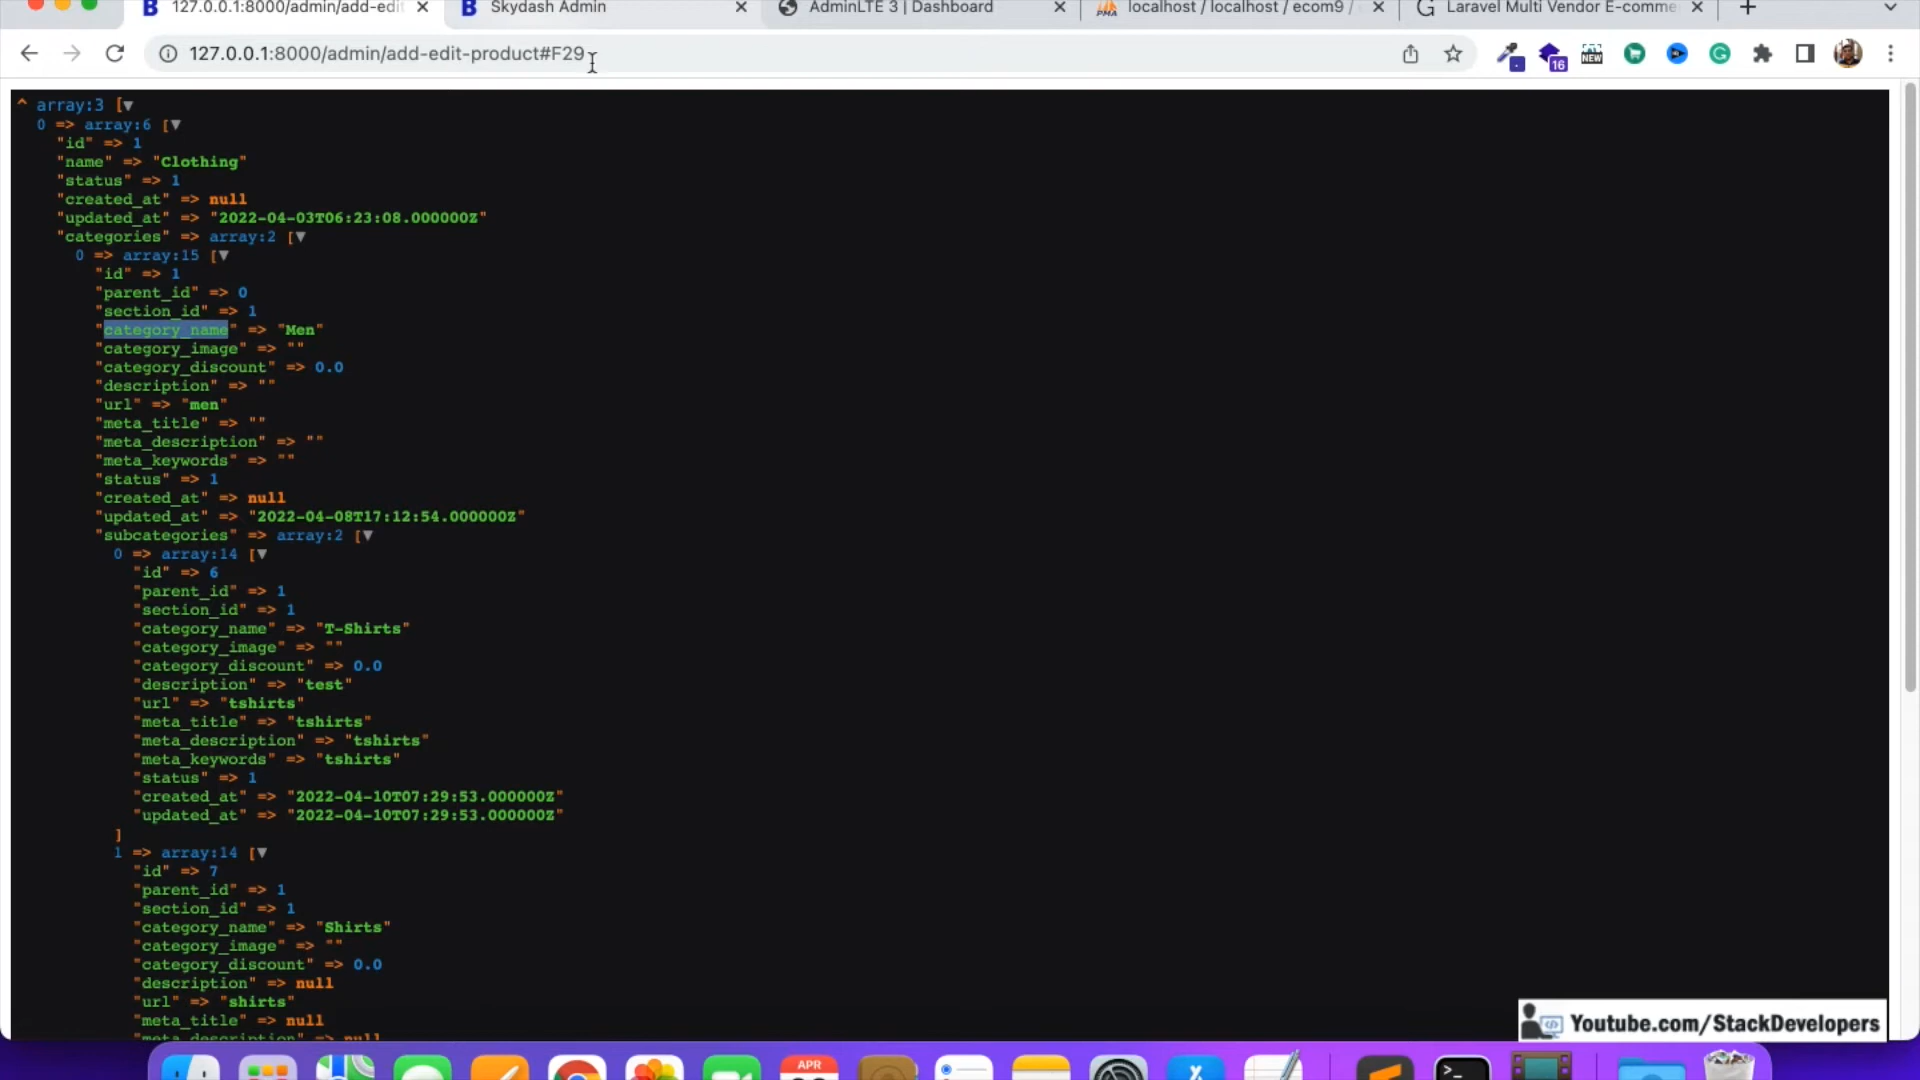 127.0.0.1:8000/admin/add-edit
Skydash Admin
AdminLTE 3 | Dashboard
localhost / localhost / ecom9 /
Laravel Multi Vendor E-comme
127.0.0.1:8000/admin/add-edit-product#F29
NEW
16
^ array:3 [▼
0 => array:6 [▼
"id" => 1
"name" => "Clothing"
"status" => 1
"created_at" => null
"updated_at" => "2022-04-03T06:23:08.000000Z"
"categories" => array:2 [▼
0 => array:15 [▼
"id" => 1
"parent_id" => 0
"section_id" => 1
"category_name" => "Men"
"category_image" => ""
"category_discount" => 0.0
"description" => ""
"url" => "men"
"meta_title" => ""
"meta_description" => ""
"meta_keywords" => ""
"status" => 1
"created_at" => null
"updated_at" => "2022-04-08T17:12:54.000000Z"
"subcategories" => array:2 [▼
0 => array:14 [▼
"id" => 6
"parent_id" => 1
"section_id" => 1
"category_name" => "T-Shirts"
"category_image" => ""
"category_discount" => 0.0
"description" => "test"
"url" => "tshirts"
"meta_title" => "tshirts"
"meta_description" => "tshirts"
"meta_keywords" => "tshirts"
"status" => 1
"created_at" => "2022-04-10T07:29:53.000000Z"
"updated_at" => "2022-04-10T07:29:53.000000Z"
]
1 => array:14 [▼
"id" => 7
"parent_id" => 1
"section_id" => 1
"category_name" => "Shirts"
"category_image" => ""
"category_discount" => 0.0
"description" => null
"url" => "shirts"
"meta_title" => null
"meta_description" => null
Youtube.com/StackDevelopers
APR